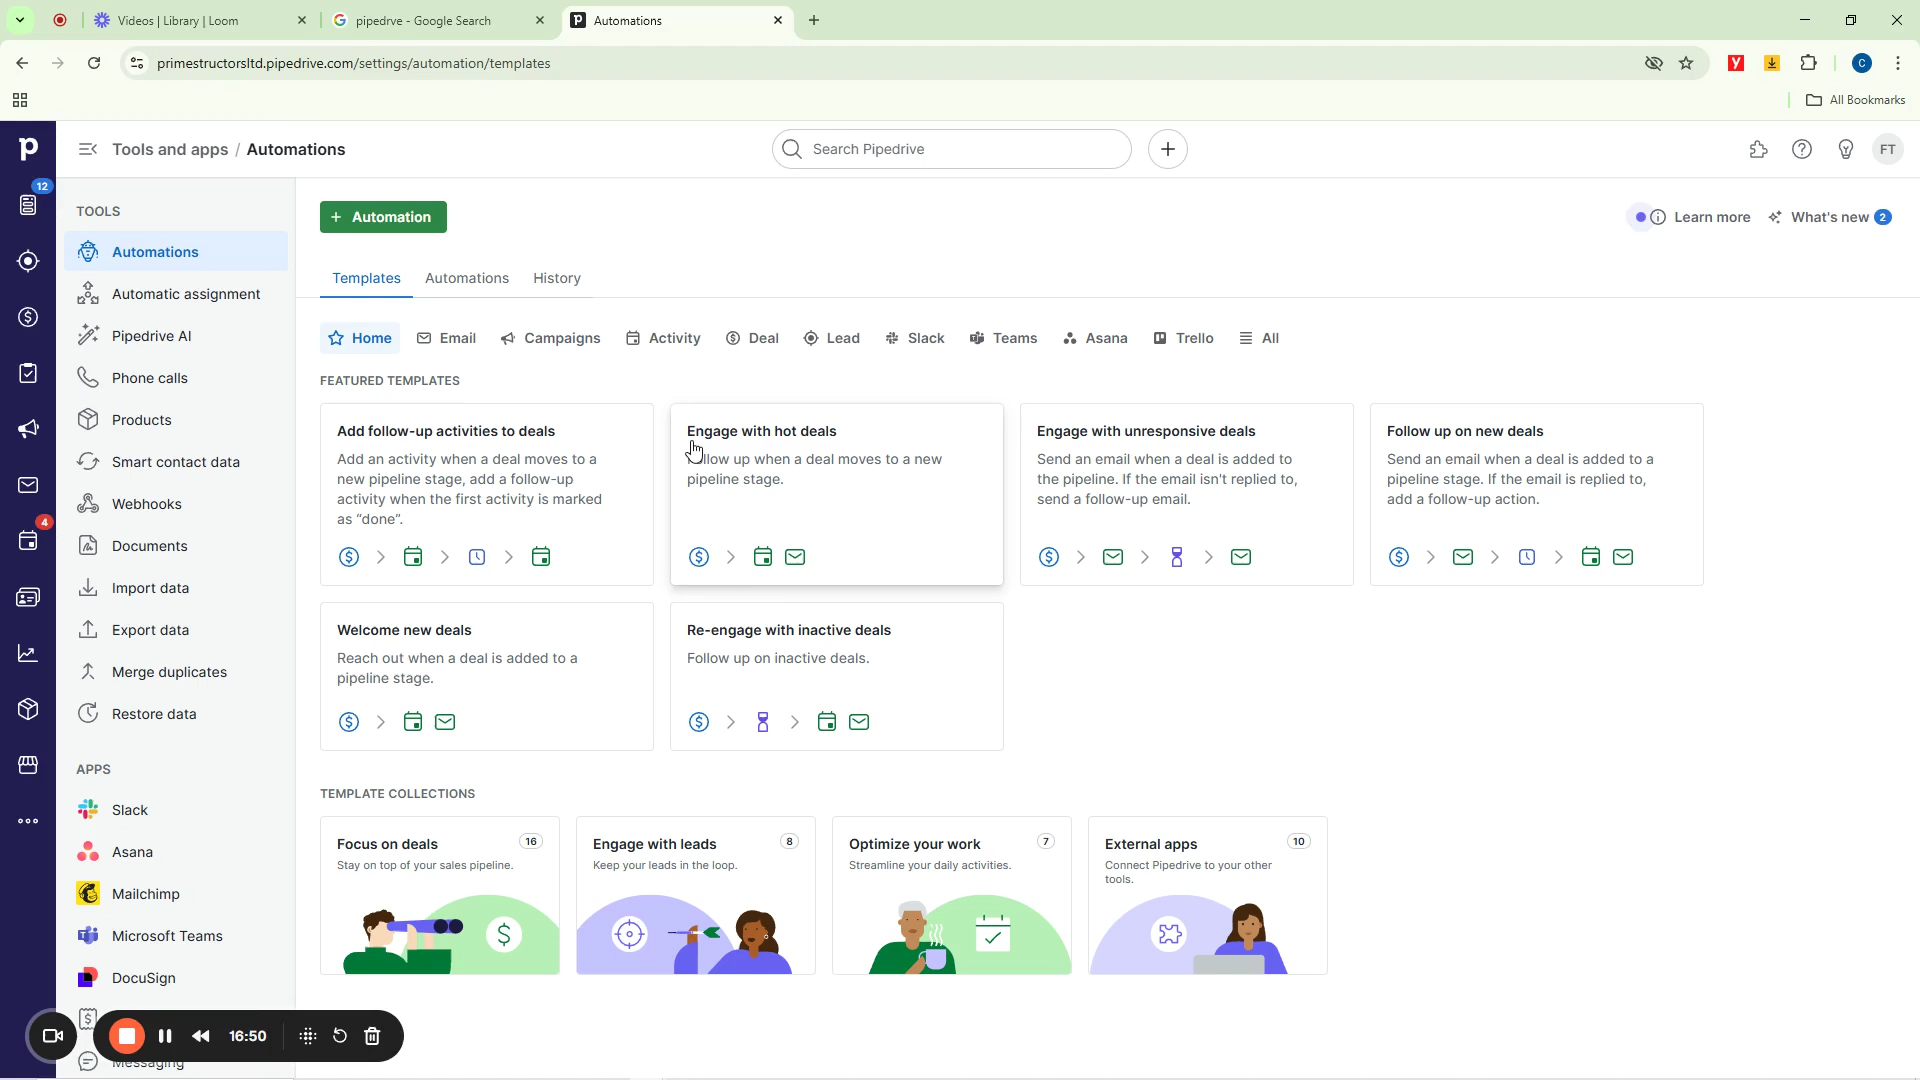 Videos | Library | Loom
pipedrve - Google Search
Automations
primestructorsltd.pipedrive.com/settings/automation/templates
C
All Bookmarks
Tools and apps / Automations
Search Pipedrive
FT
12
4
TOOLS
Automations
Automatic assignment
Pipedrive AI
Phone calls
Products
Smart contact data
Webhooks
Documents
Import data
Export data
Merge duplicates
Restore data
APPS
Slack
Asana
Mailchimp
Microsoft Teams
DocuSign
Messaging
+ Automation
Learn more
What's new 2
Templates
Automations
History
Home
Email
Campaigns
Activity
Deal
Lead
Slack
Teams
Asana
Trello
All
FEATURED TEMPLATES
Add follow-up activities to deals
Add an activity when a deal moves to a
new pipeline stage, add a follow-up
activity when the first activity is marked
as “done”.
Engage with hot deals
Follow up when a deal moves to a new
pipeline stage.
Engage with unresponsive deals
Send an email when a deal is added to
the pipeline. If the email isn't replied to,
send a follow-up email.
Follow up on new deals
Send an email when a deal is added to a
pipeline stage. If the email is replied to,
add a follow-up action.
Welcome new deals
Reach out when a deal is added to a
pipeline stage.
Re-engage with inactive deals
Follow up on inactive deals.
TEMPLATE COLLECTIONS
Focus on deals 16
Stay on top of your sales pipeline.
Engage with leads 8
Keep your leads in the loop.
Optimize your work 7
Streamline your daily activities.
External apps 10
Connect Pipedrive to your other
tools.
16:50